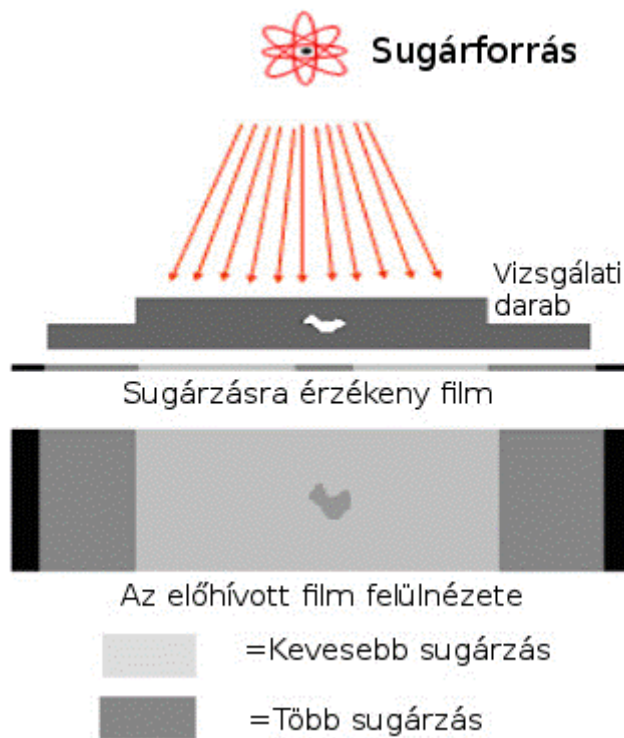 Sugárforrás
Vizsgálati
darab
Sugárzásra érzékeny film
Az előhívott film felülnézete
=Kevesebb sugárzás
=Több sugárzás